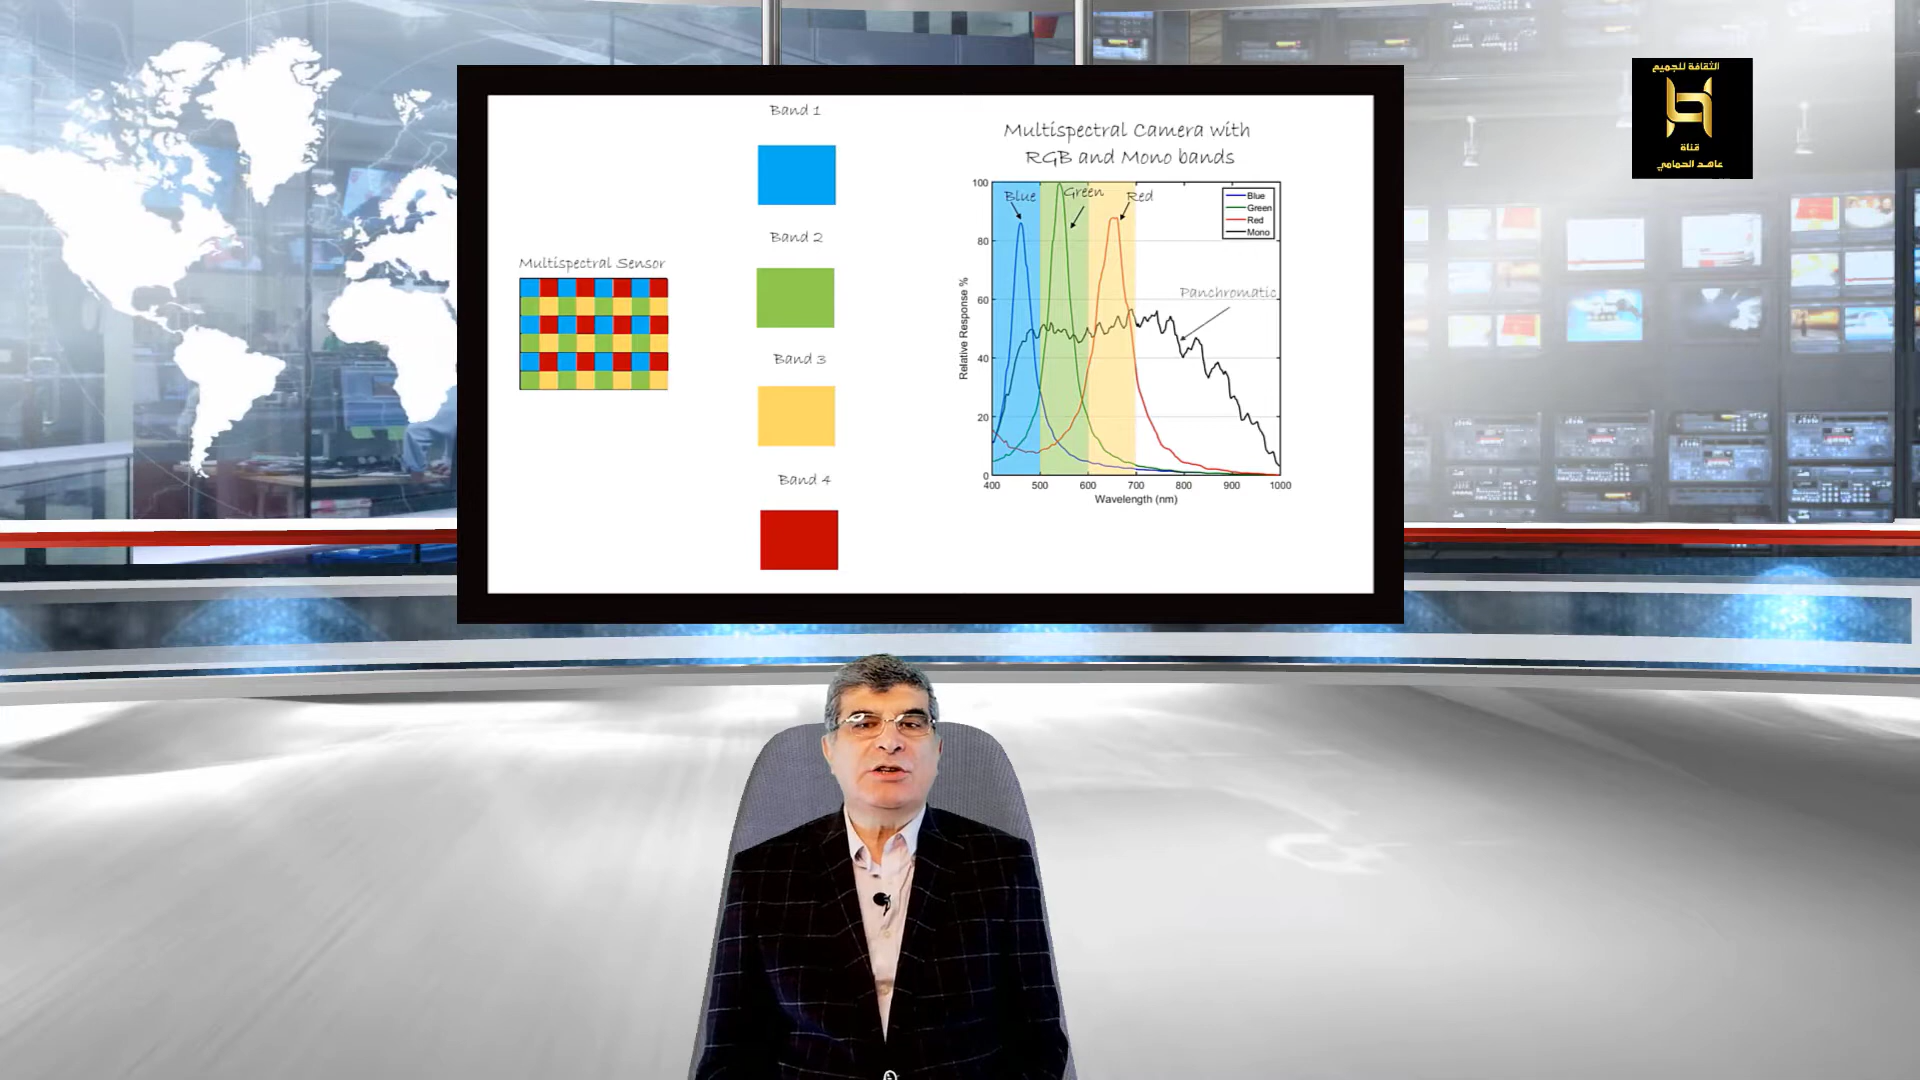 Band 1
Band 2
Band 3
Band 4
Multispectral Sensor
Multispectral Camera with
RGB and Mono bands
Blue
Green
Red
Panchromatic
Blue
Green
Red
Mono
Relative Response %
100
80
60
40
20
0
400 500 600 700 800 900 1000
Wavelength (nm)
الثقافة للجميع
قناة
عاهد الحمامي